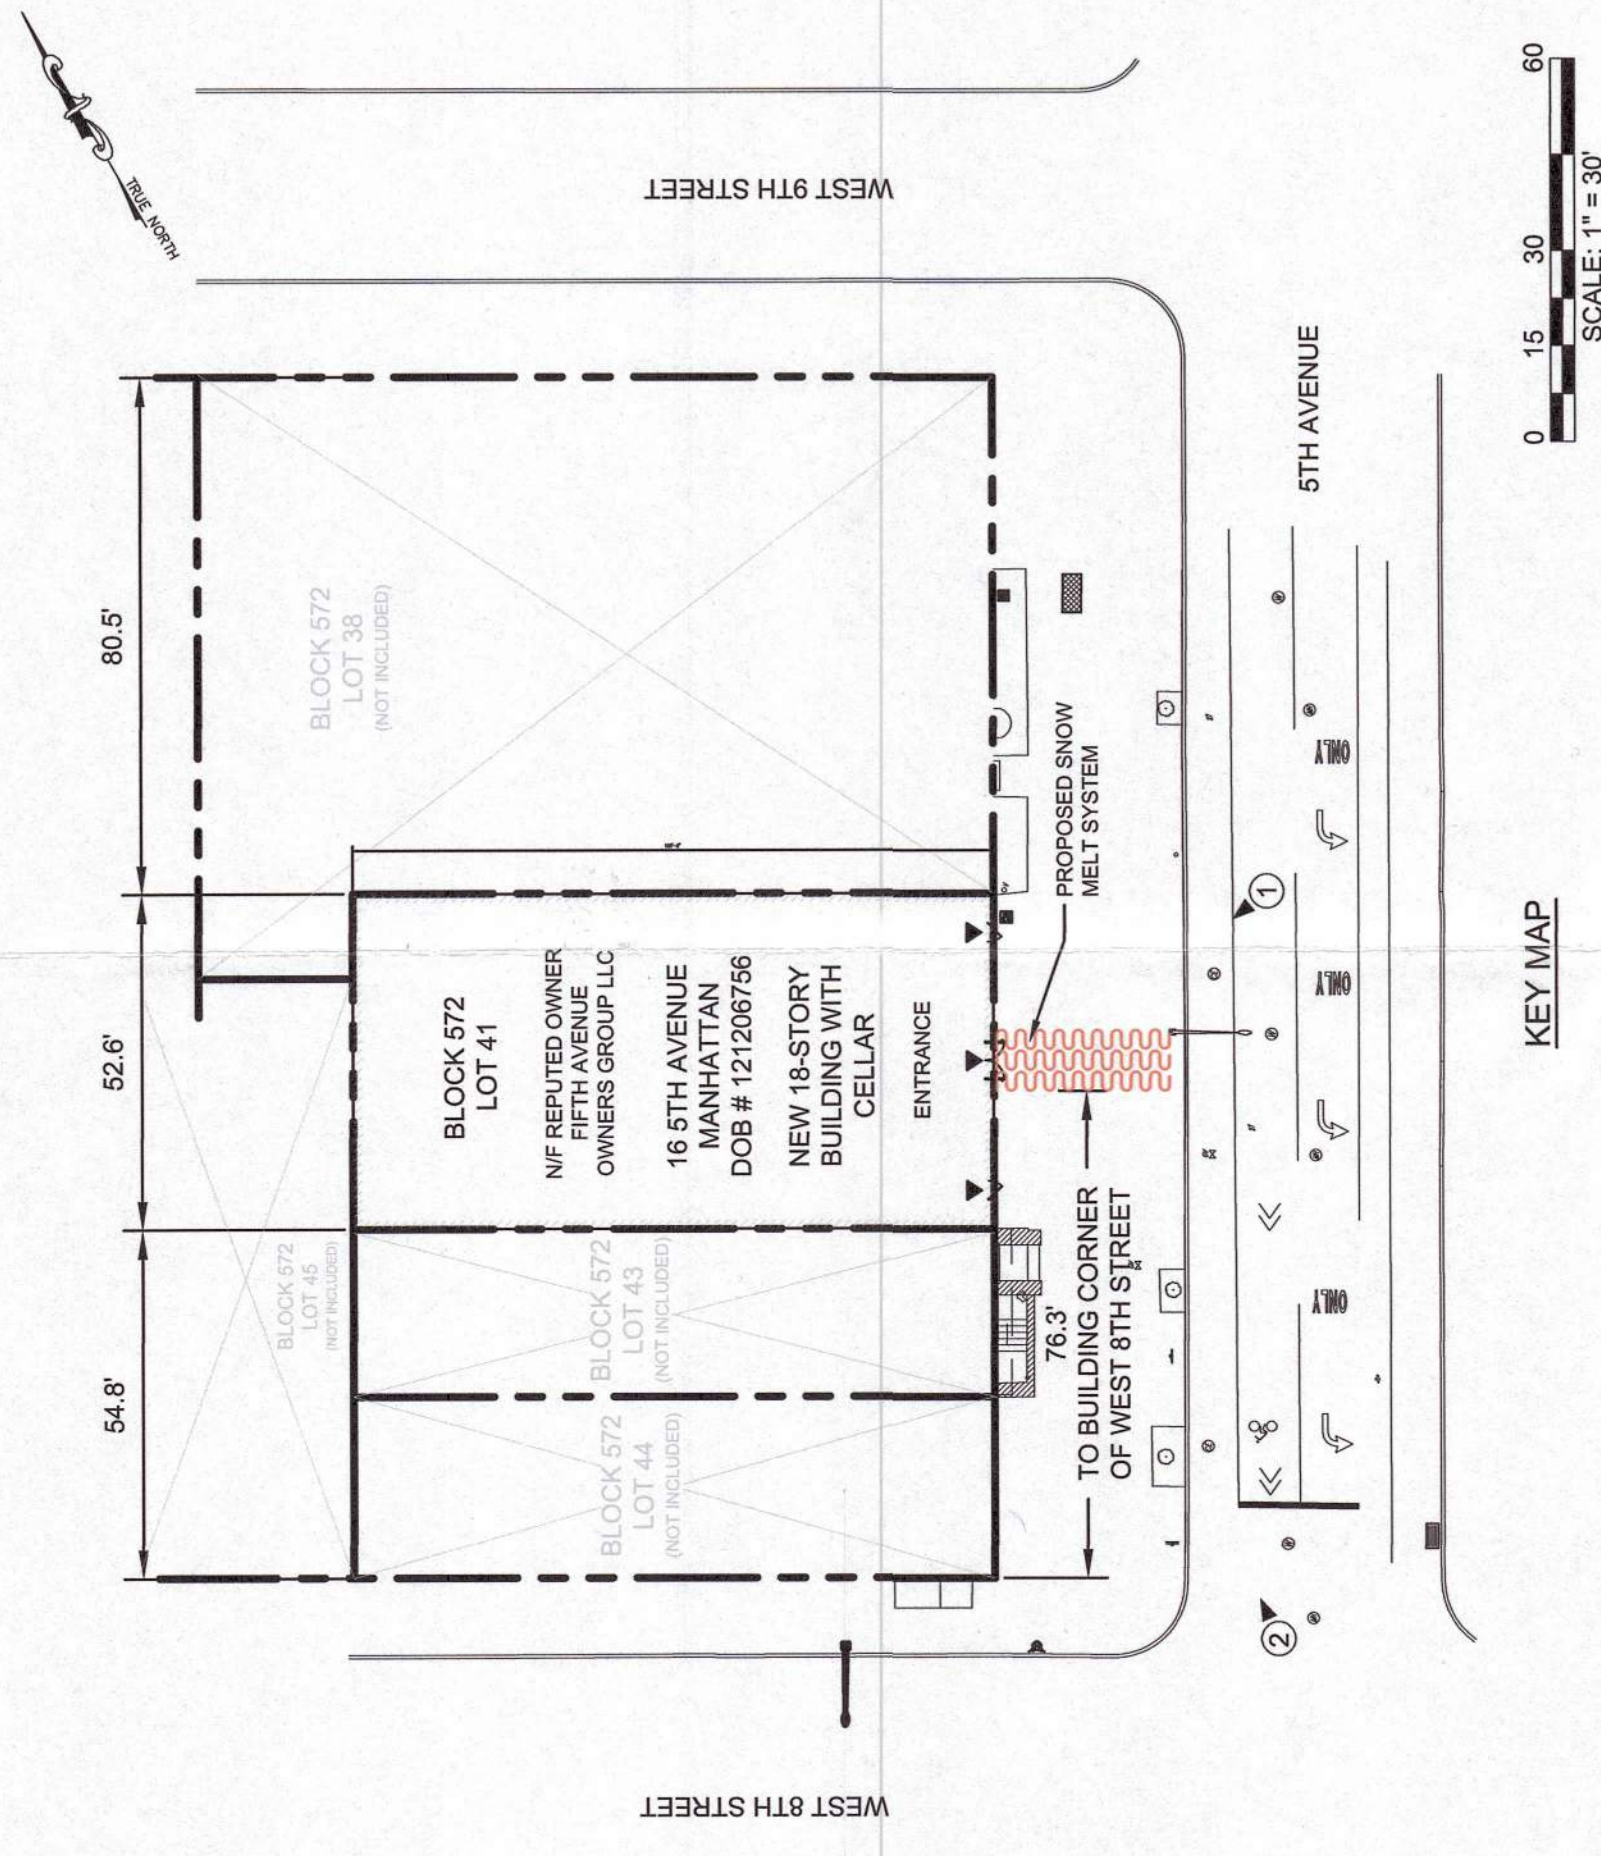 TRUE NORTH
WEST 9TH STREET
80.5'
52.6'
54.8'
BLOCK 572
LOT 38
(NOT INCLUDED)
BLOCK 572
LOT 45
(NOT INCLUDED)
BLOCK 572
LOT 41
N/F REPUTED OWNER
FIFTH AVENUE
OWNERS GROUP LLC
16 5TH AVENUE
MANHATTAN
DOB # 121206756
NEW 18-STORY
BUILDING WITH
CELLAR
ENTRANCE
BLOCK 572
LOT 43
(NOT INCLUDED)
BLOCK 572
LOT 44
(NOT INCLUDED)
PROPOSED SNOW
MELT SYSTEM
76.3'
TO BUILDING CORNER
OF WEST 8TH STREET
5TH AVENUE
ONLY
ONLY
ONLY
1
2
WEST 8TH STREET
KEY MAP
0 15 30 60
SCALE: 1" = 30'